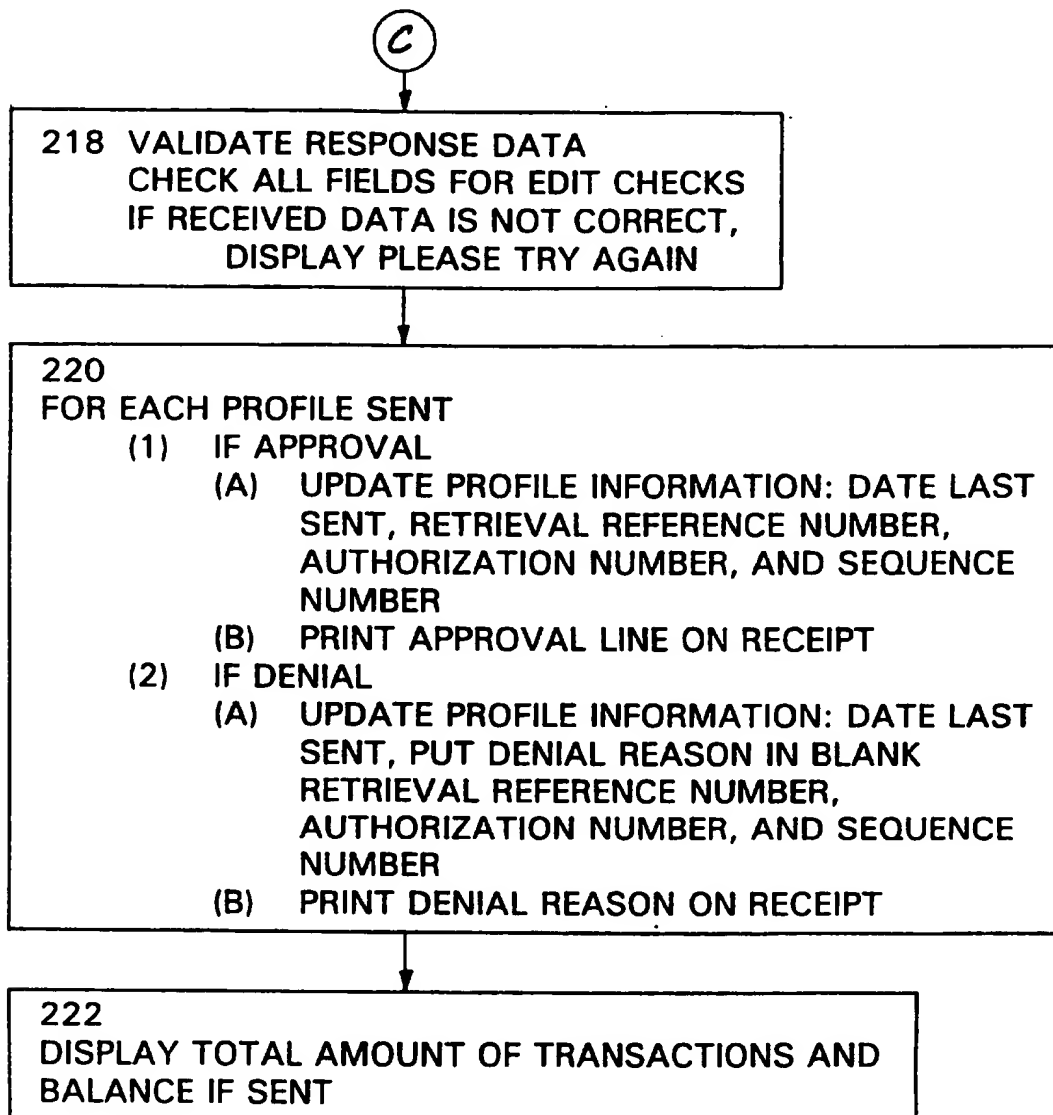 C
218 VALIDATE RESPONSE DATA
CHECK ALL FIELDS FOR EDIT CHECKS
IF RECEIVED DATA IS NOT CORRECT,
DISPLAY PLEASE TRY AGAIN
220
FOR EACH PROFILE SENT
(1) IF APPROVAL
(A) UPDATE PROFILE INFORMATION: DATE LAST
SENT, RETRIEVAL REFERENCE NUMBER,
AUTHORIZATION NUMBER, AND SEQUENCE
NUMBER
(B) PRINT APPROVAL LINE ON RECEIPT
(2) IF DENIAL
(A) UPDATE PROFILE INFORMATION: DATE LAST
SENT, PUT DENIAL REASON IN BLANK
RETRIEVAL REFERENCE NUMBER,
AUTHORIZATION NUMBER, AND SEQUENCE
NUMBER
(B) PRINT DENIAL REASON ON RECEIPT
222
DISPLAY TOTAL AMOUNT OF TRANSACTIONS AND
BALANCE IF SENT